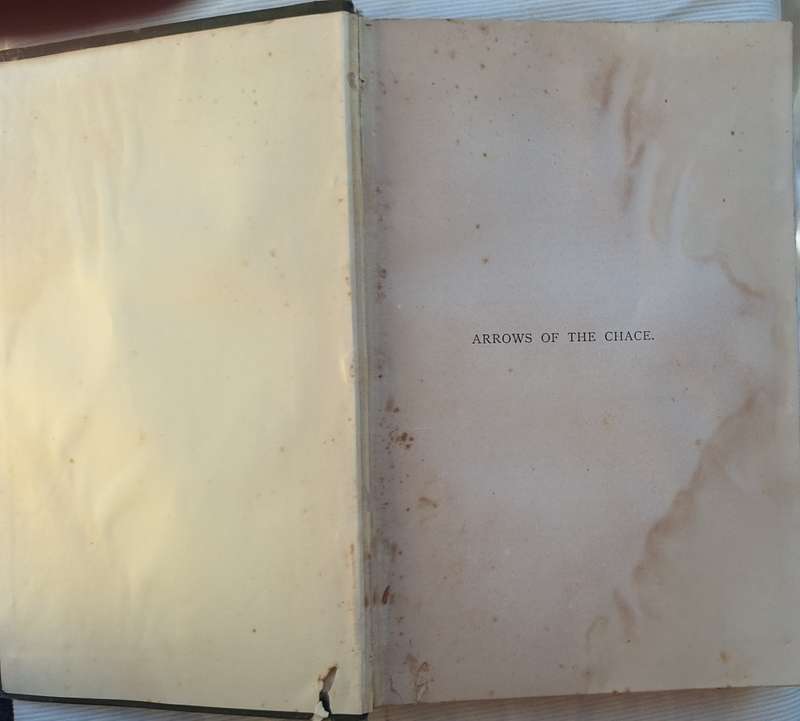 ARROWS OF THE CHACE.